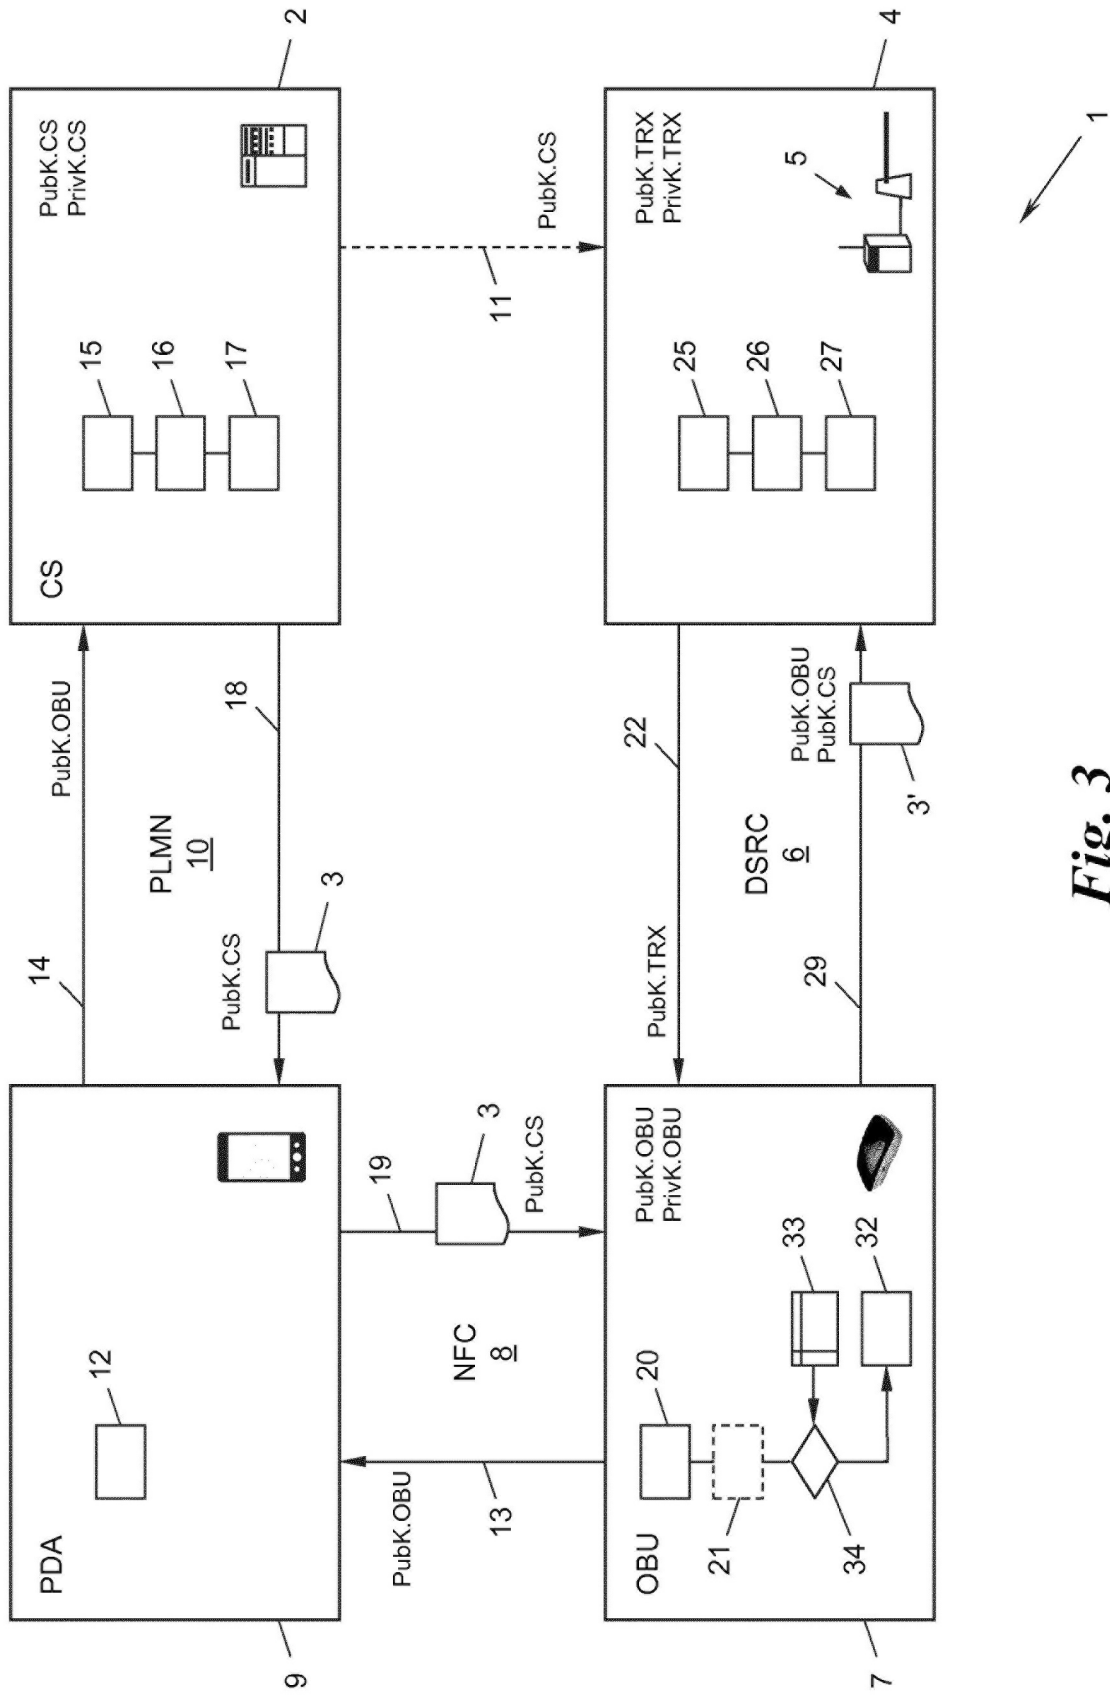 PDA
12
9
14
PubK.OBU
PLMN
10
PubK.CS
18
3
CS
15
16
17
PubK.CS
PrivK.CS
2
PubK.OBU
13
NFC
8
19
3
PubK.CS
11
PubK.CS
OBU
20
21
33
32
34
PubK.OBU
PrivK.OBU
7
PubK.TRX
22
DSRC
6
29
PubK.OBU
PubK.CS
3'
25
26
27
PubK.TRX
PrivK.TRX
5
4
1
Fig. 3